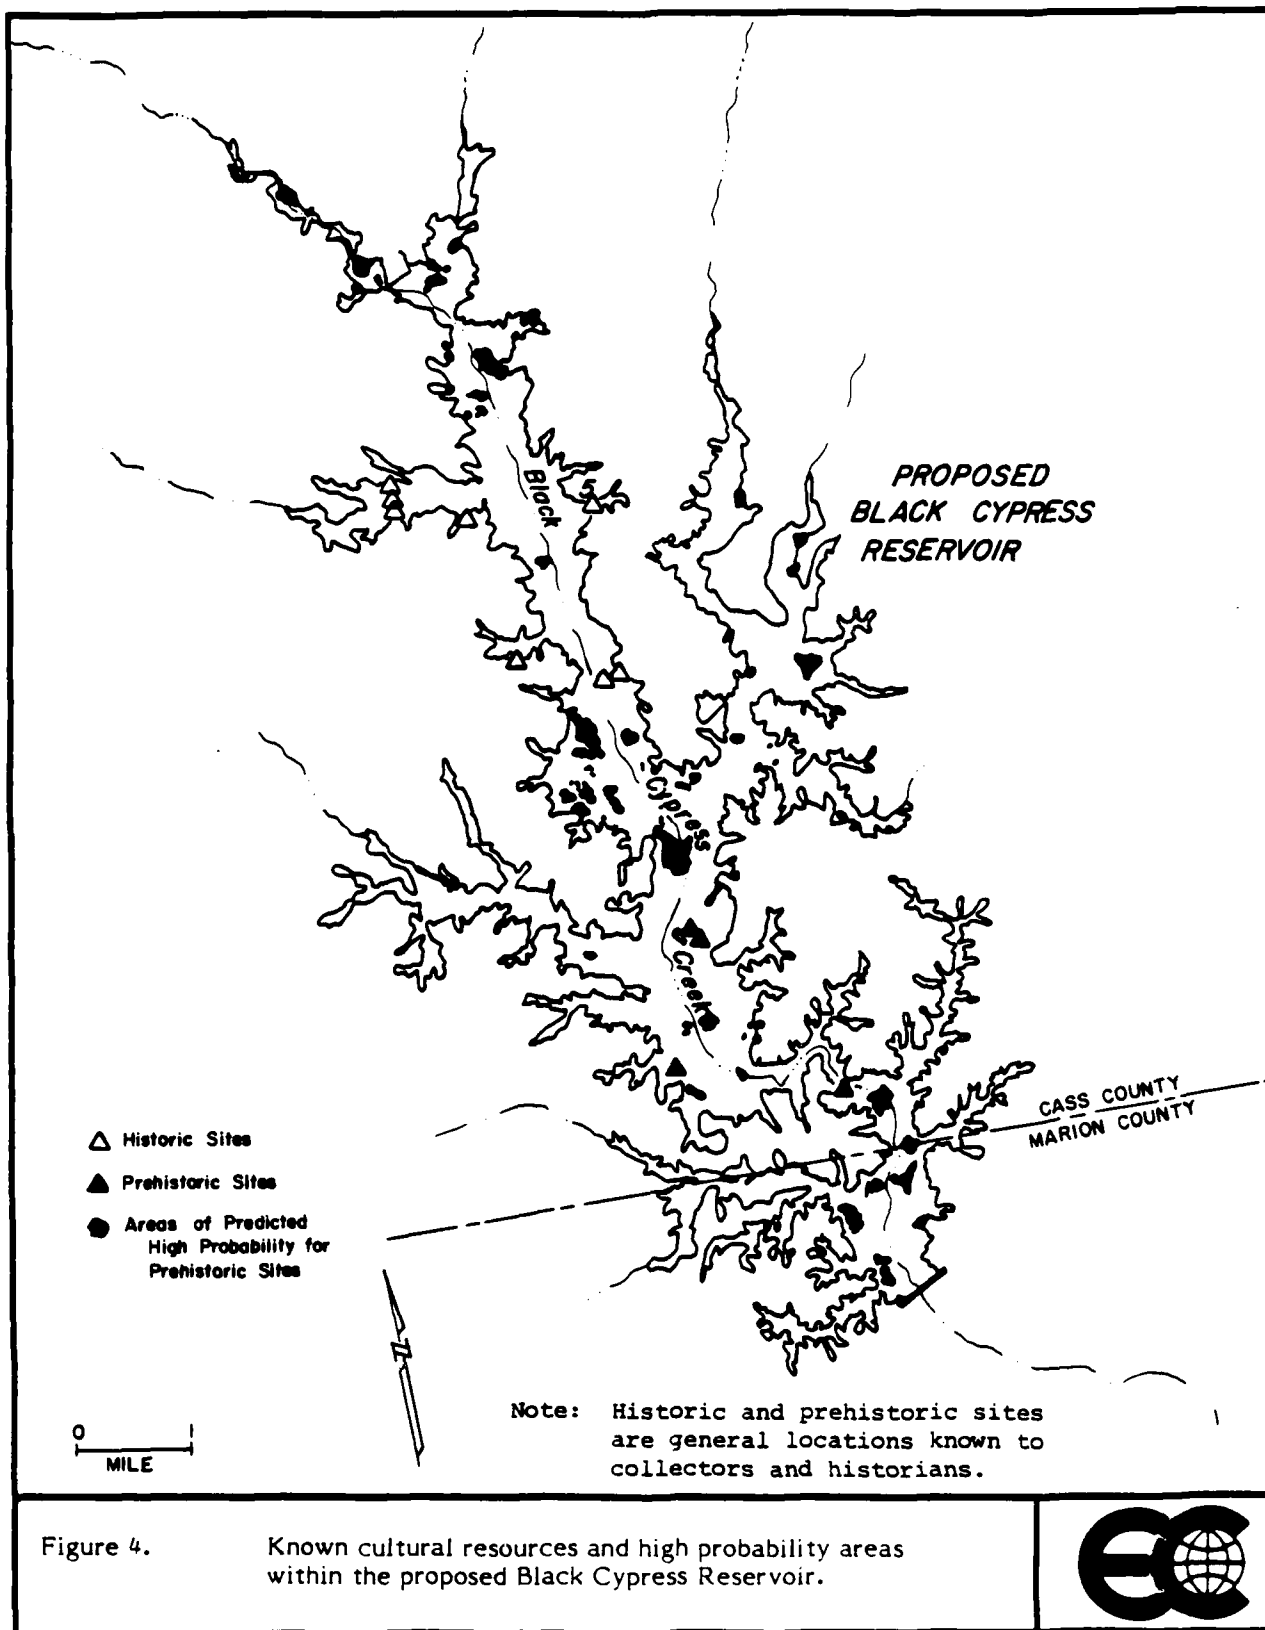 PROPOSED
BLACK CYPRESS
RESERVOIR
Black
5
Cypress
Creek
CASS COUNTY
MARION COUNTY
Historic Sites
Prehistoric Sites
Areas of Predicted
High Probability for
Prehistoric Sites
N
0 1
MILE
Note: Historic and prehistoric sites
are general locations known to
collectors and historians.
Figure 4. Known cultural resources and high probability areas
within the proposed Black Cypress Reservoir.
EC